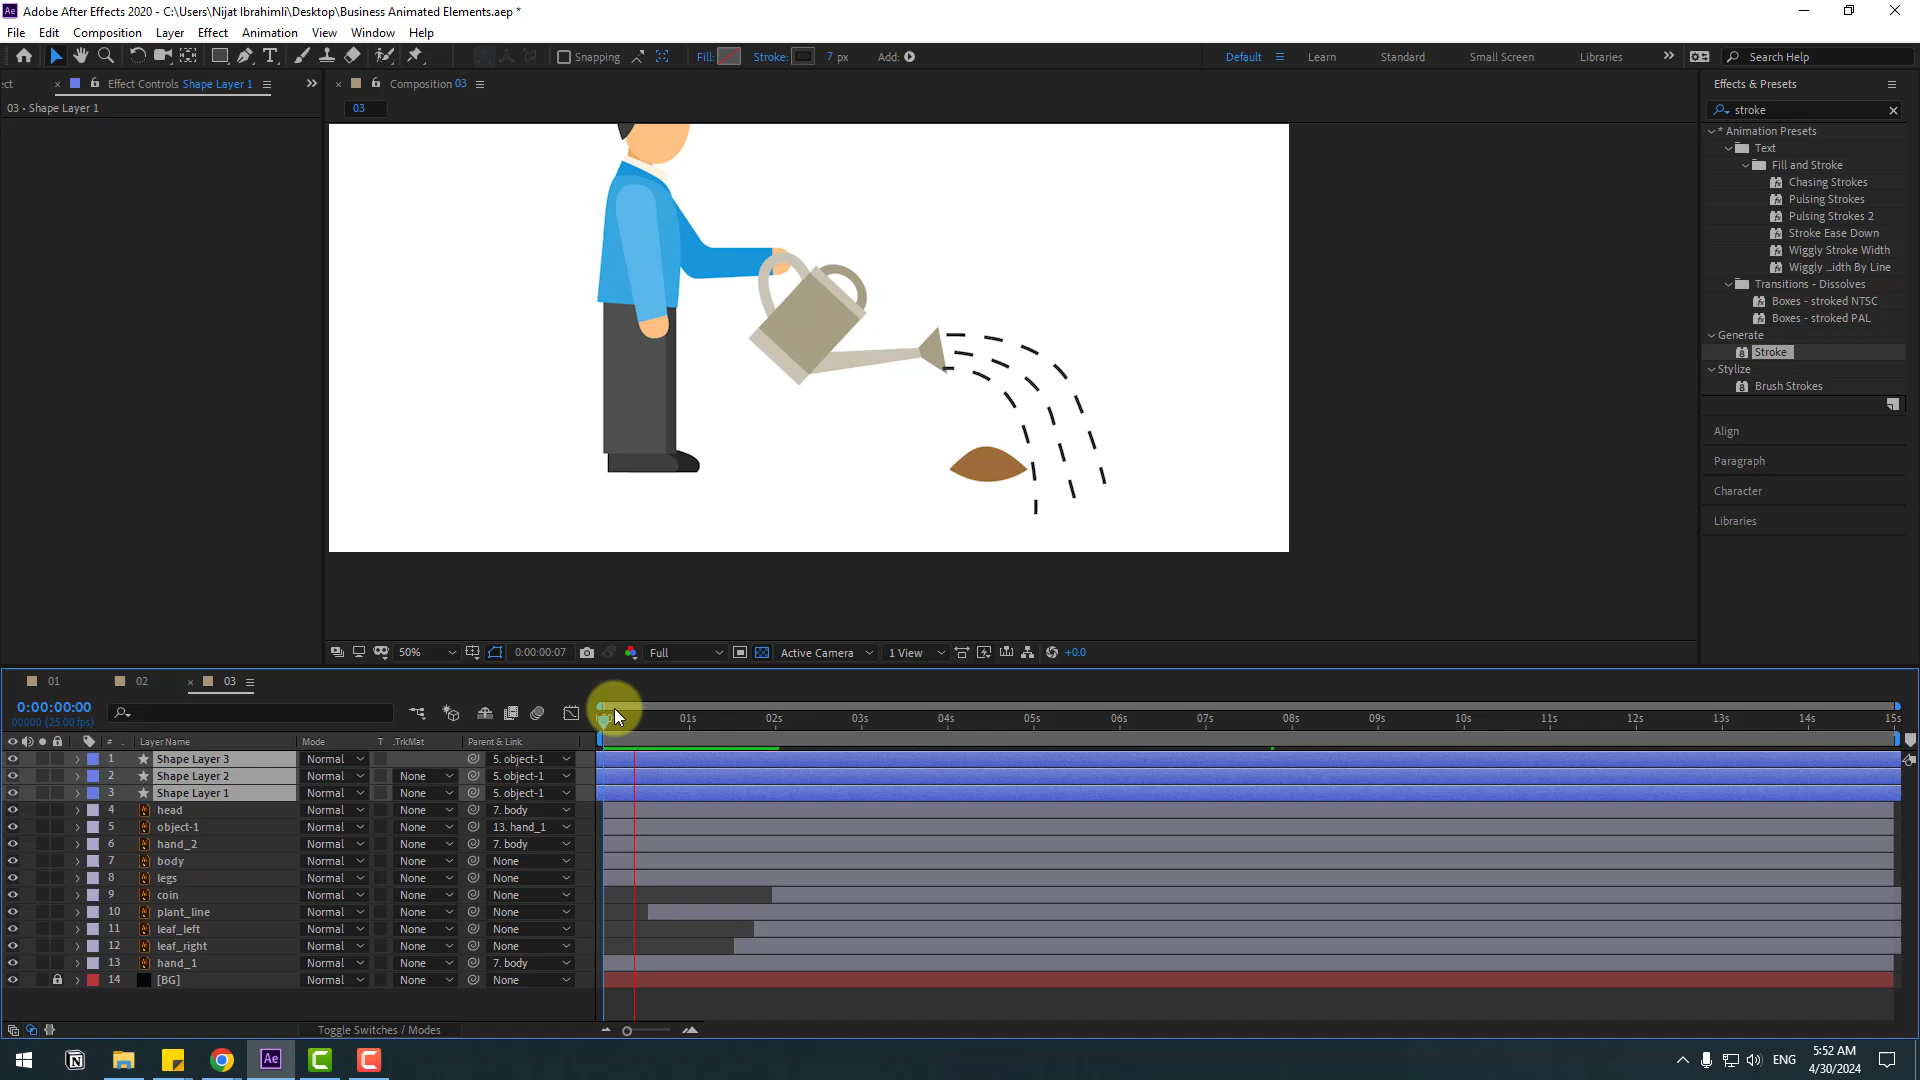 Adobe After Effects 2020 - C:\Users\Nijat Ibrahimli\Desktop\Business Animated Elements.aep *
File Edit Composition Layer Effect Animation View Window Help
Snapping Fill: Stroke: 7 px Add: Default Learn Standard Small Screen Libraries Search Help
ect Effect Controls Shape Layer 1 Composition 03 Effects & Presets
03 • Shape Layer 1
03
stroke
* Animation Presets
Text
Fill and Stroke
Chasing Strokes
Pulsing Strokes
Pulsing Strokes 2
Stroke Ease Down
Wiggly Stroke Width
Wiggly ...idth By Line
Transitions - Dissolves
Boxes - stroked NTSC
Boxes - stroked PAL
Generate
Stroke
Stylize
Brush Strokes
Align
Paragraph
Character
Libraries
50% 0:00:00:07 Full Active Camera 1 View +0.0
01 02 03
0:00:00:00
00000 (25.00 fps)
01s 02s 03s 04s 05s 06s 07s 08s 09s 10s 11s 12s 13s 14s 15s
# Layer Name Mode T .TrkMat Parent & Link
1 Shape Layer 3 Normal 5. object-1
2 Shape Layer 2 Normal None 5. object-1
3 Shape Layer 1 Normal None 5. object-1
4 head Normal None 7. body
5 object-1 Normal None 13. hand_1
6 hand_2 Normal None 7. body
7 body Normal None None
8 legs Normal None None
9 coin Normal None None
10 plant_line Normal None None
11 leaf_left Normal None None
12 leaf_right Normal None None
13 hand_1 Normal None 7. body
14 [BG] Normal None None
Toggle Switches / Modes
ENG
5:52 AM
4/30/2024